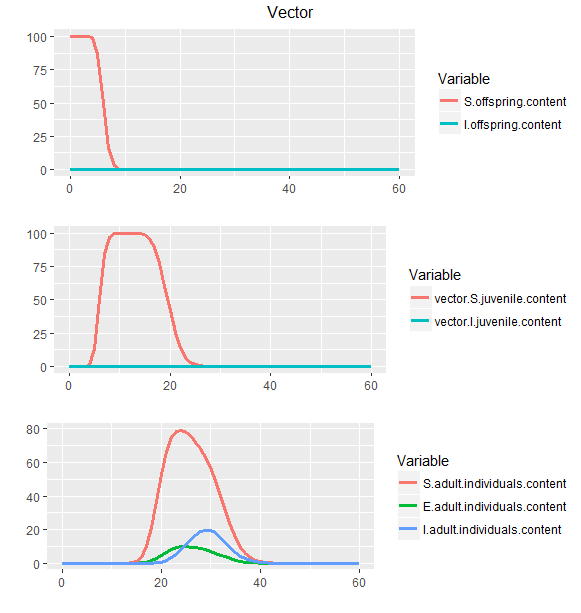 Vector
100
75
50
25
0
0 20 40 60
Variable
S.offspring.content
I.offspring.content
100
75
50
25
0
0 20 40 60
Variable
vector.S.juvenile.content
vector.I.juvenile.content
80
60
40
20
0
0 20 40 60
Variable
S.adult.individuals.content
E.adult.individuals.content
I.adult.individuals.content